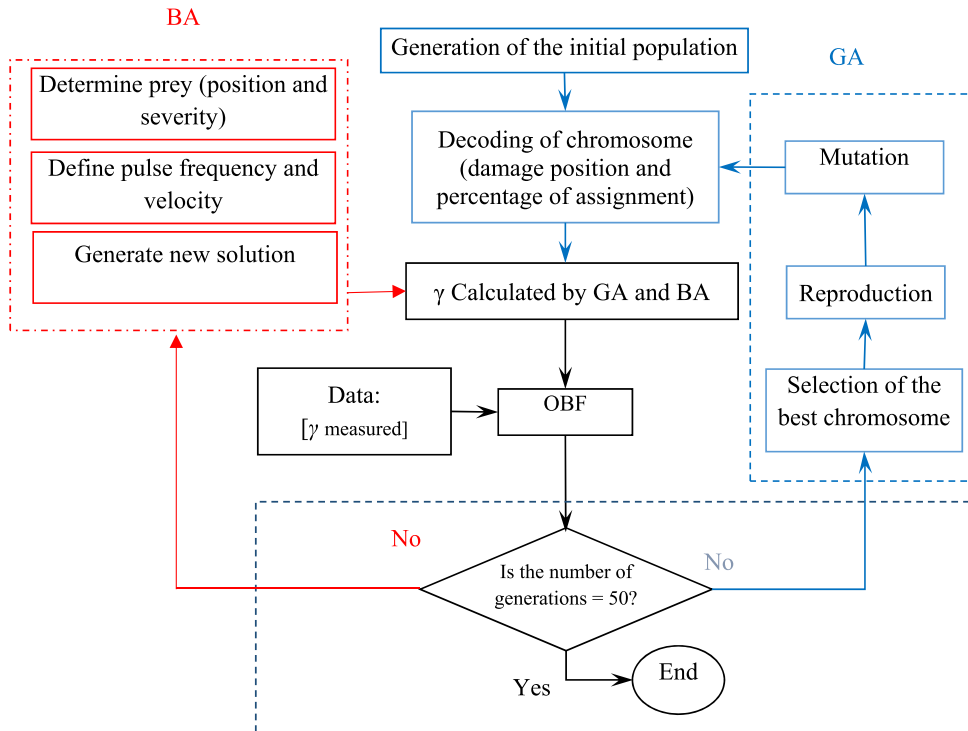 BA
Determine prey (position and
severity)
Define pulse frequency and
velocity
Generate new solution
Generation of the initial population
Decoding of chromosome
(damage position and
percentage of assignment)
γ Calculated by GA and BA
Data:
[γ measured]
OBF
GA
Mutation
Reproduction
Selection of the
best chromosome
No
No
Is the number of
generations = 50?
Yes
End